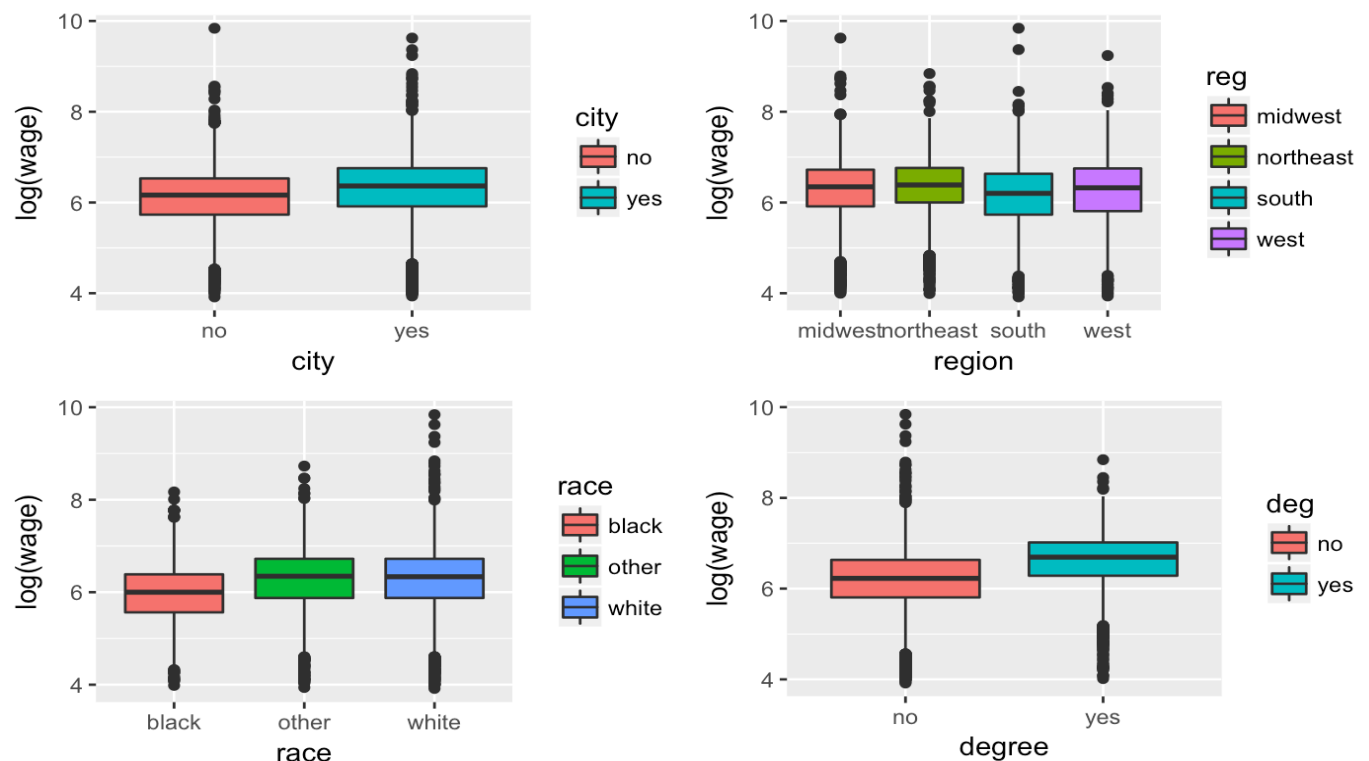 10
8
6
4
log(wage)
no
yes
city
city
no
yes
10
8
6
4
log(wage)
midwest
northeast
south
west
region
reg
midwest
northeast
south
west
10
8
6
4
log(wage)
black
other
white
race
race
black
other
white
10
8
6
4
log(wage)
no
yes
degree
deg
no
yes